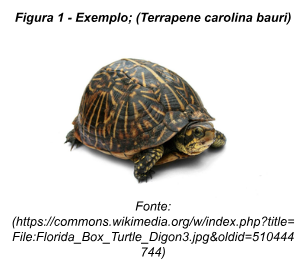 Figura 1 - Exemplo; (Terrapene carolina bauri)
Fonte:
(https://commons.wikimedia.org/w/index.php?title=
File:Florida_Box_Turtle_Digon3.jpg&oldid=510444
744)